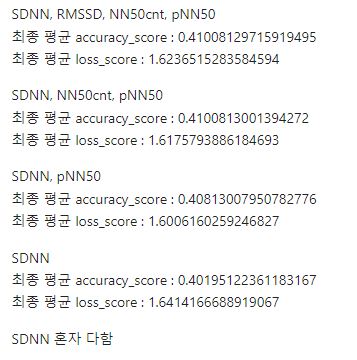 SDNN, RMSSD, NN50cnt, pNN50
최종 평균 accuracy_score : 0.41008129715919495
최종 평균 loss_score : 1.6236515283584594
SDNN, NN50cnt, pNN50
최종 평균 accuracy_score : 0.4100813001394272
최종 평균 loss_score : 1.6175793886184693
SDNN, pNN50
최종 평균 accuracy_score : 0.40813007950782776
최종 평균 loss_score : 1.6006160259246827
SDNN
최종 평균 accuracy_score : 0.40195122361183167
최종 평균 loss_score : 1.6414166688919067
SDNN 혼자 다함